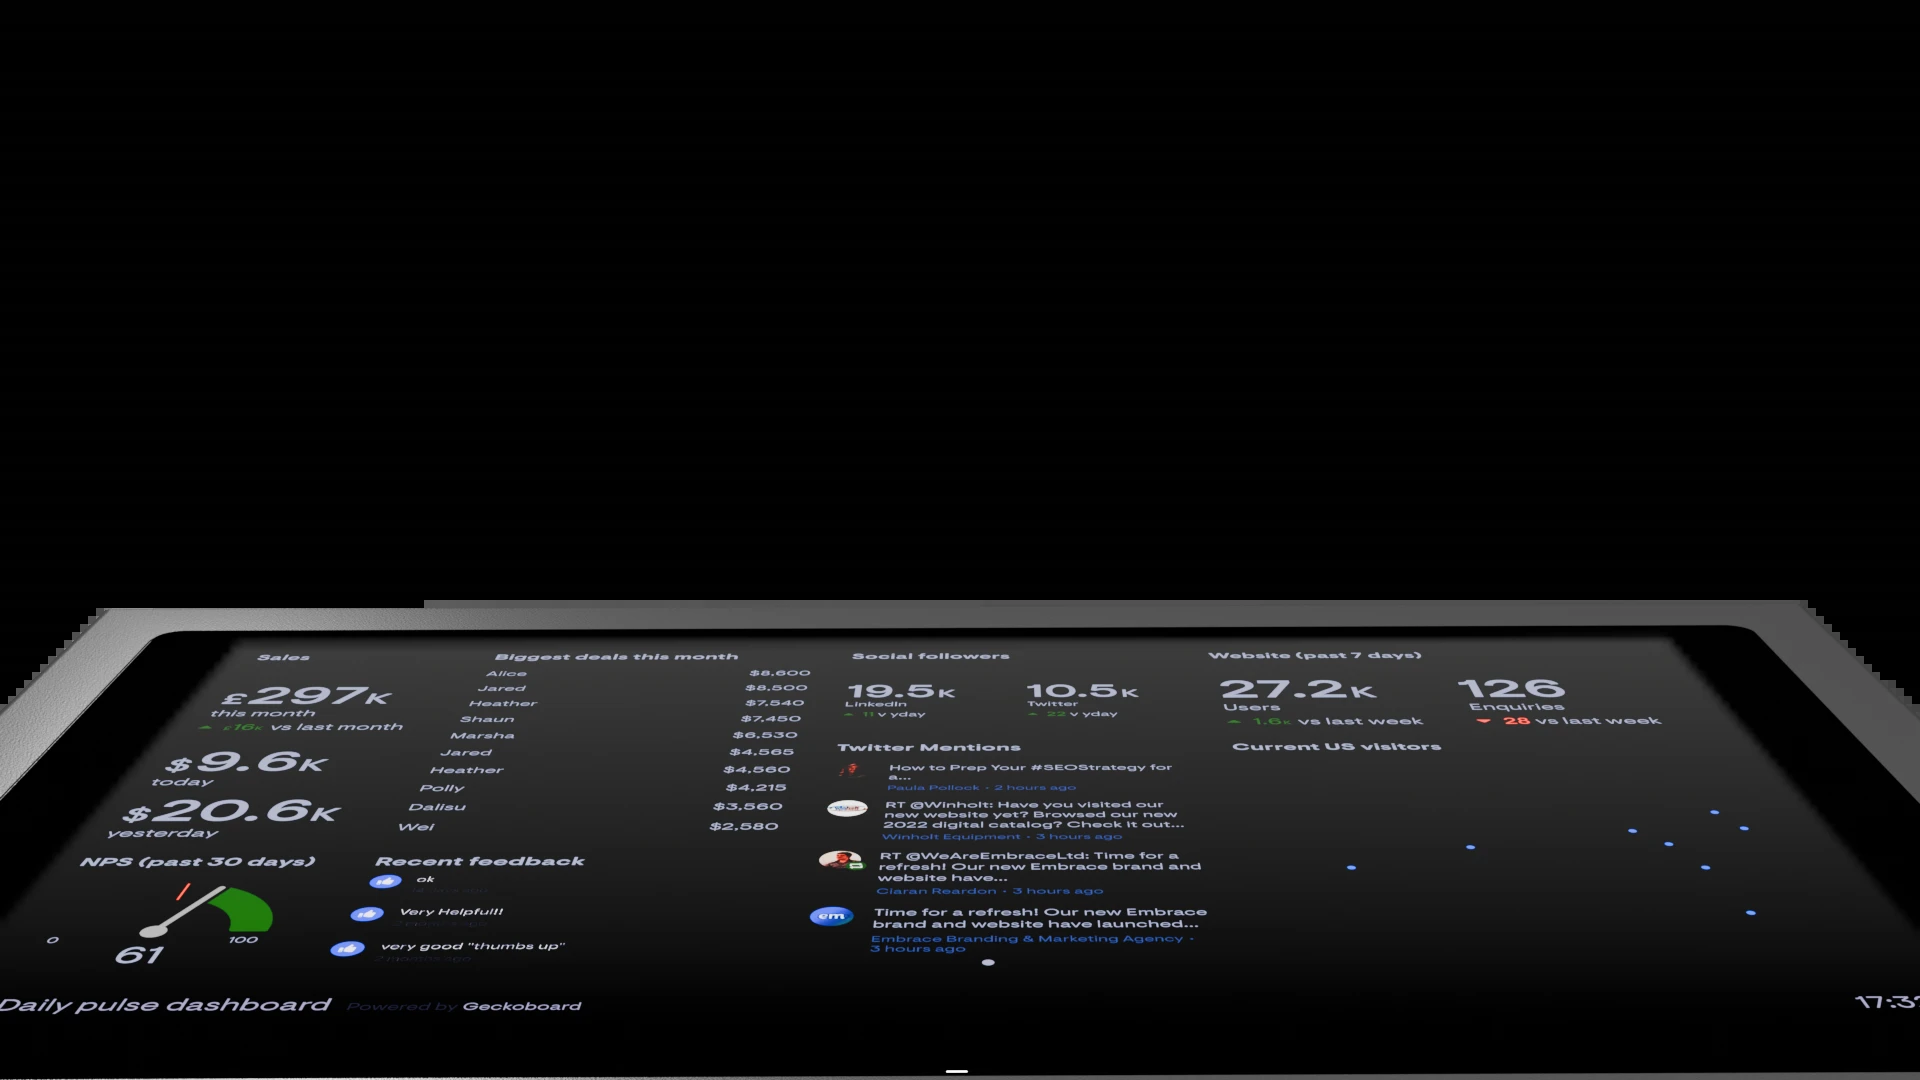 Sales
£297K
this month
£16K vs last month
$9.6K
today
$20.6K
yesterday
NPS (past 30 days)
0
100
61
Biggest deals this month
Alice $8,600
Jared $8,500
Heather $7,540
Shaun $7,450
Marsha $6,530
Jared $4,565
Heather $4,560
Polly $4,215
Dalisu $3,560
Wei $2,580
Recent feedback
ok
Very Helpful!!
very good "thumbs up"
2 months ago
Social followers
19.5K
LinkedIn
11 v yday
10.5K
Twitter
22 v yday
Twitter Mentions
How to Prep Your #SEOStrategy for
a...
Paula Pollock · 2 hours ago
RT @Winholt: Have you visited our
new website yet? Browsed our new
2022 digital catalog? Check it out...
Winholt Equipment · 3 hours ago
RT @WeAreEmbraceLtd: Time for a
refresh! Our new Embrace brand and
website have...
Ciaran Reardon · 3 hours ago
em
Time for a refresh! Our new Embrace
brand and website have launched...
Embrace Branding & Marketing Agency ·
3 hours ago
Website (past 7 days)
27.2K
Users
1.6K vs last week
126
Enquiries
28 vs last week
Current US visitors
Daily pulse dashboard Powered by Geckoboard